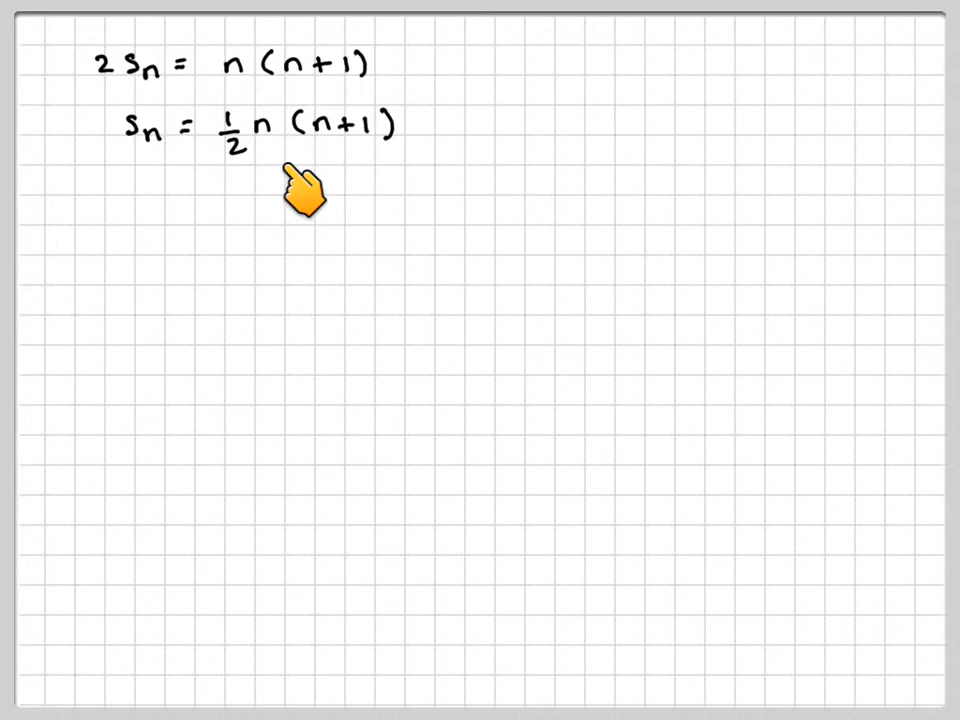 2 Sn = n (n + 1)
Sn = 1/2 n (n+1)